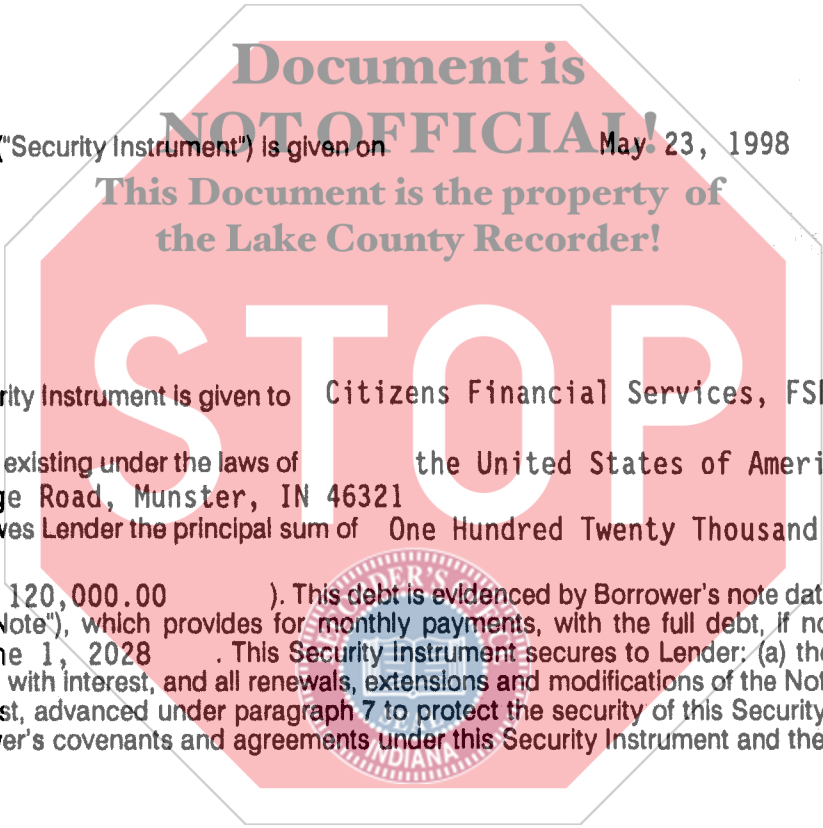 Document is
NOT OFFICIAL!
("Security Instrument") is given on May 23, 1998
This Document is the property of
the Lake County Recorder!
STOP
rity Instrument is given to Citizens Financial Services, FS
existing under the laws of the United States of Ameri
ge Road, Munster, IN 46321
ves Lender the principal sum of One Hundred Twenty Thousand
120,000.00 ). This debt is evidenced by Borrower's note dat
Note"), which provides for monthly payments, with the full debt, if no
e 1, 2028 . This Security Instrument secures to Lender: (a) the
with interest, and all renewals, extensions and modifications of the Not
st, advanced under paragraph 7 to protect the security of this Security
er's covenants and agreements under this Security Instrument and the
RECORDER'S OFFICE
SEAL
INDIANA